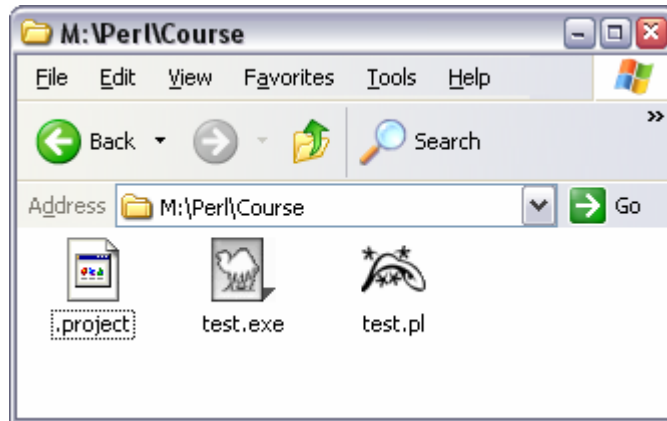 M:\Perl\Course
File Edit View Favorites Tools Help
Back Search »
Address M:\Perl\Course Go
.project test.exe test.pl